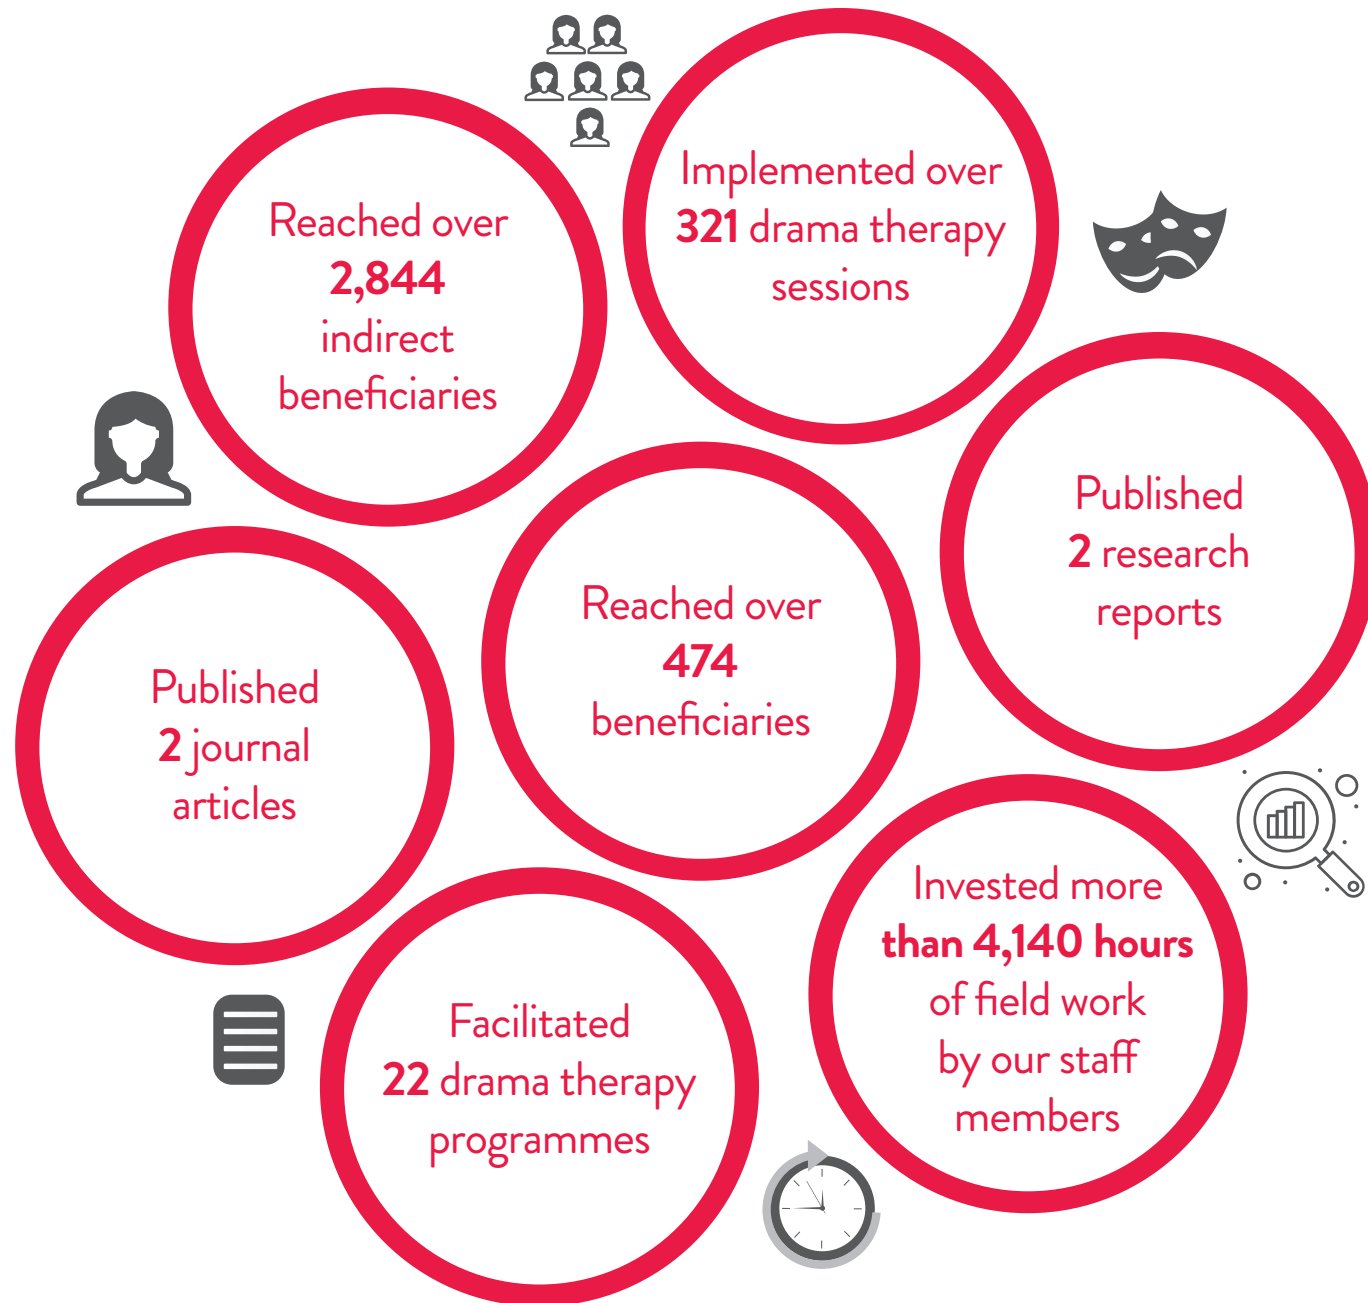 Reached over
2,844
indirect
beneficiaries
Implemented over
321 drama therapy
sessions
Published
2 research
reports
Reached over
474
beneficiaries
Published
2 journal
articles
Invested more
than 4,140 hours
of field work
by our staff
members
Facilitated
22 drama therapy
programmes